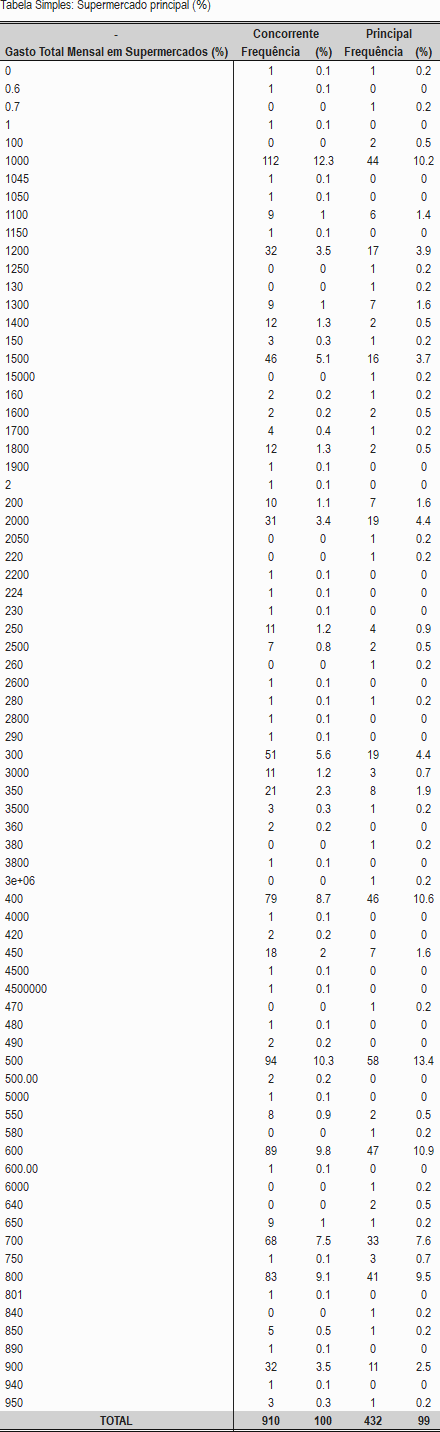 Tabela Simples: Supermercado principal (%)
- Concorrente Principal
Gasto Total Mensal em Supermercados (%) Frequência (%) Frequência (%)
0 1 0.1 1 0.2
0.6 1 0.1 0 0
0.7 0 0 1 0.2
1 1 0.1 0 0
100 0 0 2 0.5
1000 112 12.3 44 10.2
1045 1 0.1 0 0
1050 1 0.1 0 0
1100 9 1 6 1.4
1150 1 0.1 0 0
1200 32 3.5 17 3.9
1250 0 0 1 0.2
130 0 0 1 0.2
1300 9 1 7 1.6
1400 12 1.3 2 0.5
150 3 0.3 1 0.2
1500 46 5.1 16 3.7
15000 0 0 1 0.2
160 2 0.2 1 0.2
1600 2 0.2 2 0.5
1700 4 0.4 1 0.2
1800 12 1.3 2 0.5
1900 1 0.1 0 0
2 1 0.1 0 0
200 10 1.1 7 1.6
2000 31 3.4 19 4.4
2050 0 0 1 0.2
220 0 0 1 0.2
2200 1 0.1 0 0
224 1 0.1 0 0
230 1 0.1 0 0
250 11 1.2 4 0.9
2500 7 0.8 2 0.5
260 0 0 1 0.2
2600 1 0.1 0 0
280 1 0.1 1 0.2
2800 1 0.1 0 0
290 1 0.1 0 0
300 51 5.6 19 4.4
3000 11 1.2 3 0.7
350 21 2.3 8 1.9
3500 3 0.3 1 0.2
360 2 0.2 0 0
380 0 0 1 0.2
3800 1 0.1 0 0
3e+06 0 0 1 0.2
400 79 8.7 46 10.6
4000 1 0.1 0 0
420 2 0.2 0 0
450 18 2 7 1.6
4500 1 0.1 0 0
4500000 1 0.1 0 0
470 0 0 1 0.2
480 1 0.1 0 0
490 2 0.2 0 0
500 94 10.3 58 13.4
500.00 2 0.2 0 0
5000 1 0.1 0 0
550 8 0.9 2 0.5
580 0 0 1 0.2
600 89 9.8 47 10.9
600.00 1 0.1 0 0
6000 0 0 1 0.2
640 0 0 2 0.5
650 9 1 1 0.2
700 68 7.5 33 7.6
750 1 0.1 3 0.7
800 83 9.1 41 9.5
801 1 0.1 0 0
840 0 0 1 0.2
850 5 0.5 1 0.2
890 1 0.1 0 0
900 32 3.5 11 2.5
940 1 0.1 0 0
950 3 0.3 1 0.2
TOTAL 910 100 432 99